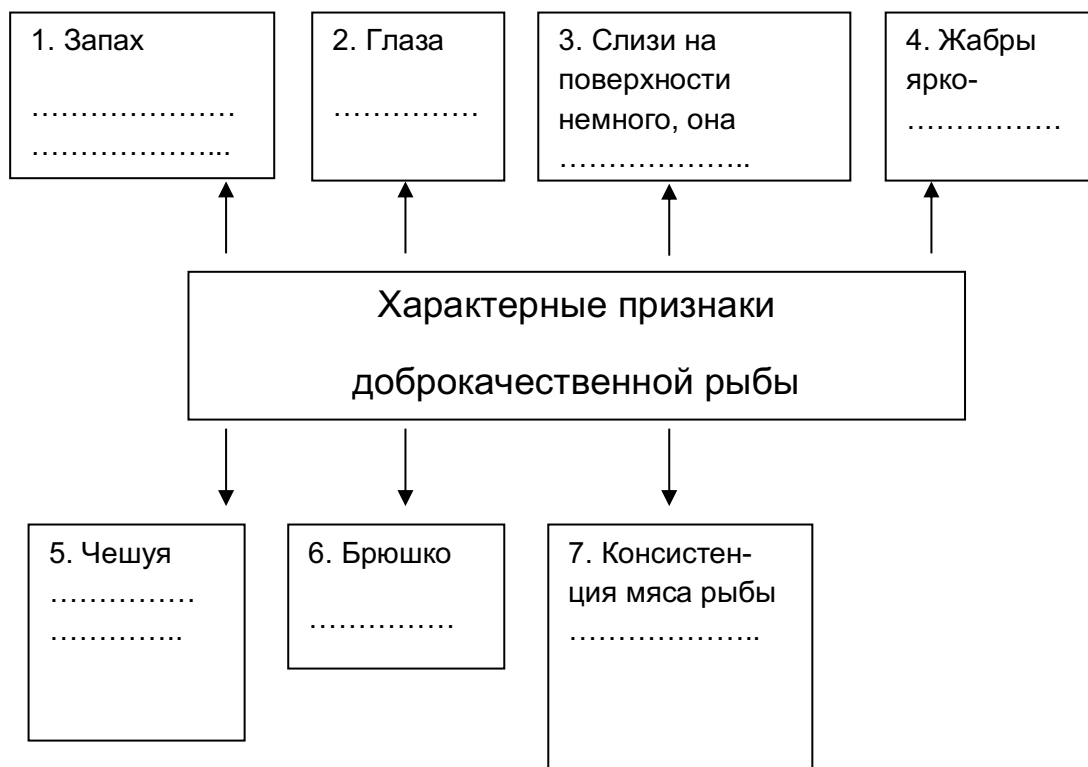 1. Запах
…………………
………………...
2. Глаза
……………
3. Слизи на
поверхности
немного, она
………………..
4. Жабры
ярко-
…………….
Характерные признаки
доброкачественной рыбы
5. Чешуя
……………
…………..
6. Брюшко
……………
7. Консистен-
ция мяса рыбы
………………..